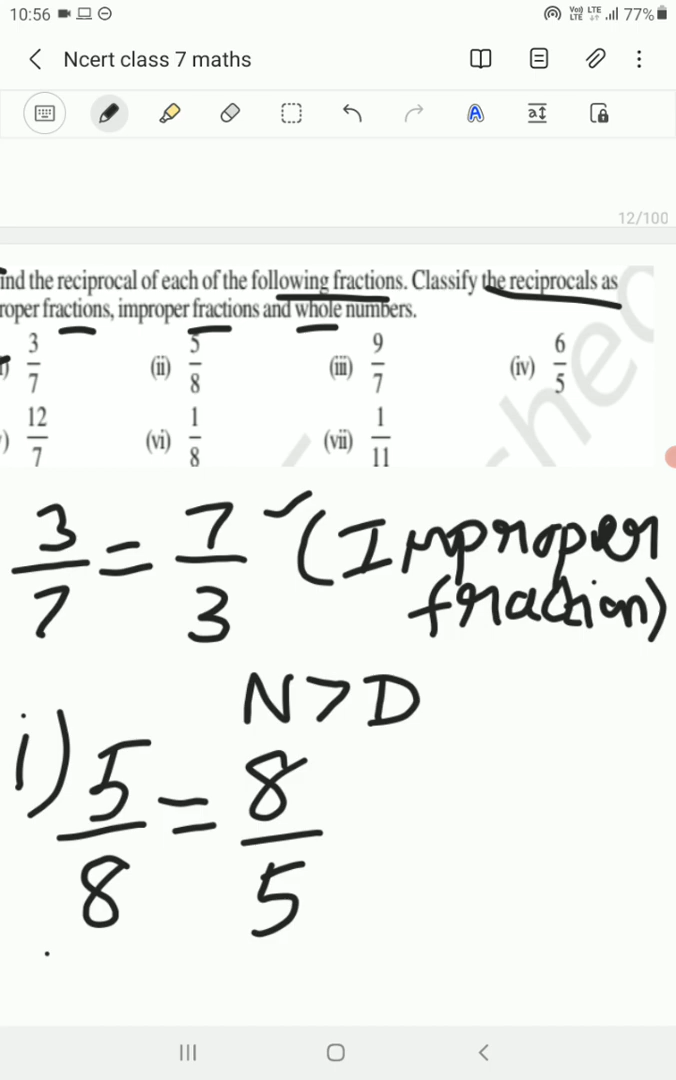 10:56 Vo) LTE LTE 77%
Ncert class 7 maths
12/100
ind the reciprocal of each of the following fractions. Classify the reciprocals as
roper fractions, improper fractions and whole numbers.
) 3/7 (ii) 5/8 (iii) 9/7 (iv) 6/5
) 12/7 (vi) 1/8 (vii) 1/11
3/7 = 7/3 (Improper
fraction)
N > D
i) 5/8 = 8/5